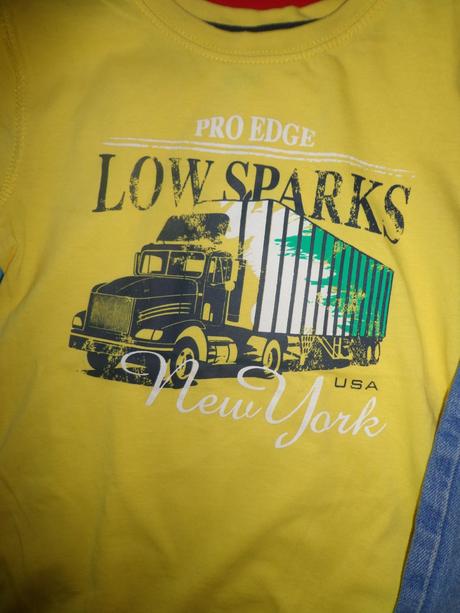 PRO EDGE
LOW SPARKS
USA
New York